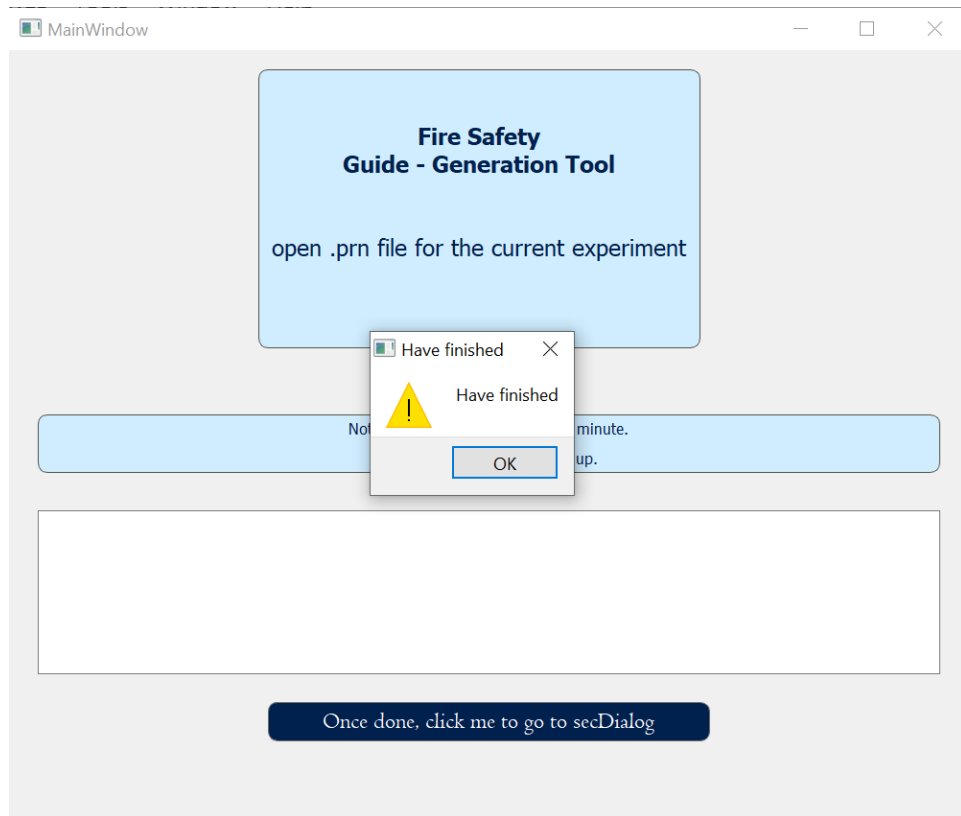 MainWindow
Fire Safety
Guide - Generation Tool
open .prn file for the current experiment
Have finished
Have finished
minute.
OK
up.
Once done, click me to go to secDialog